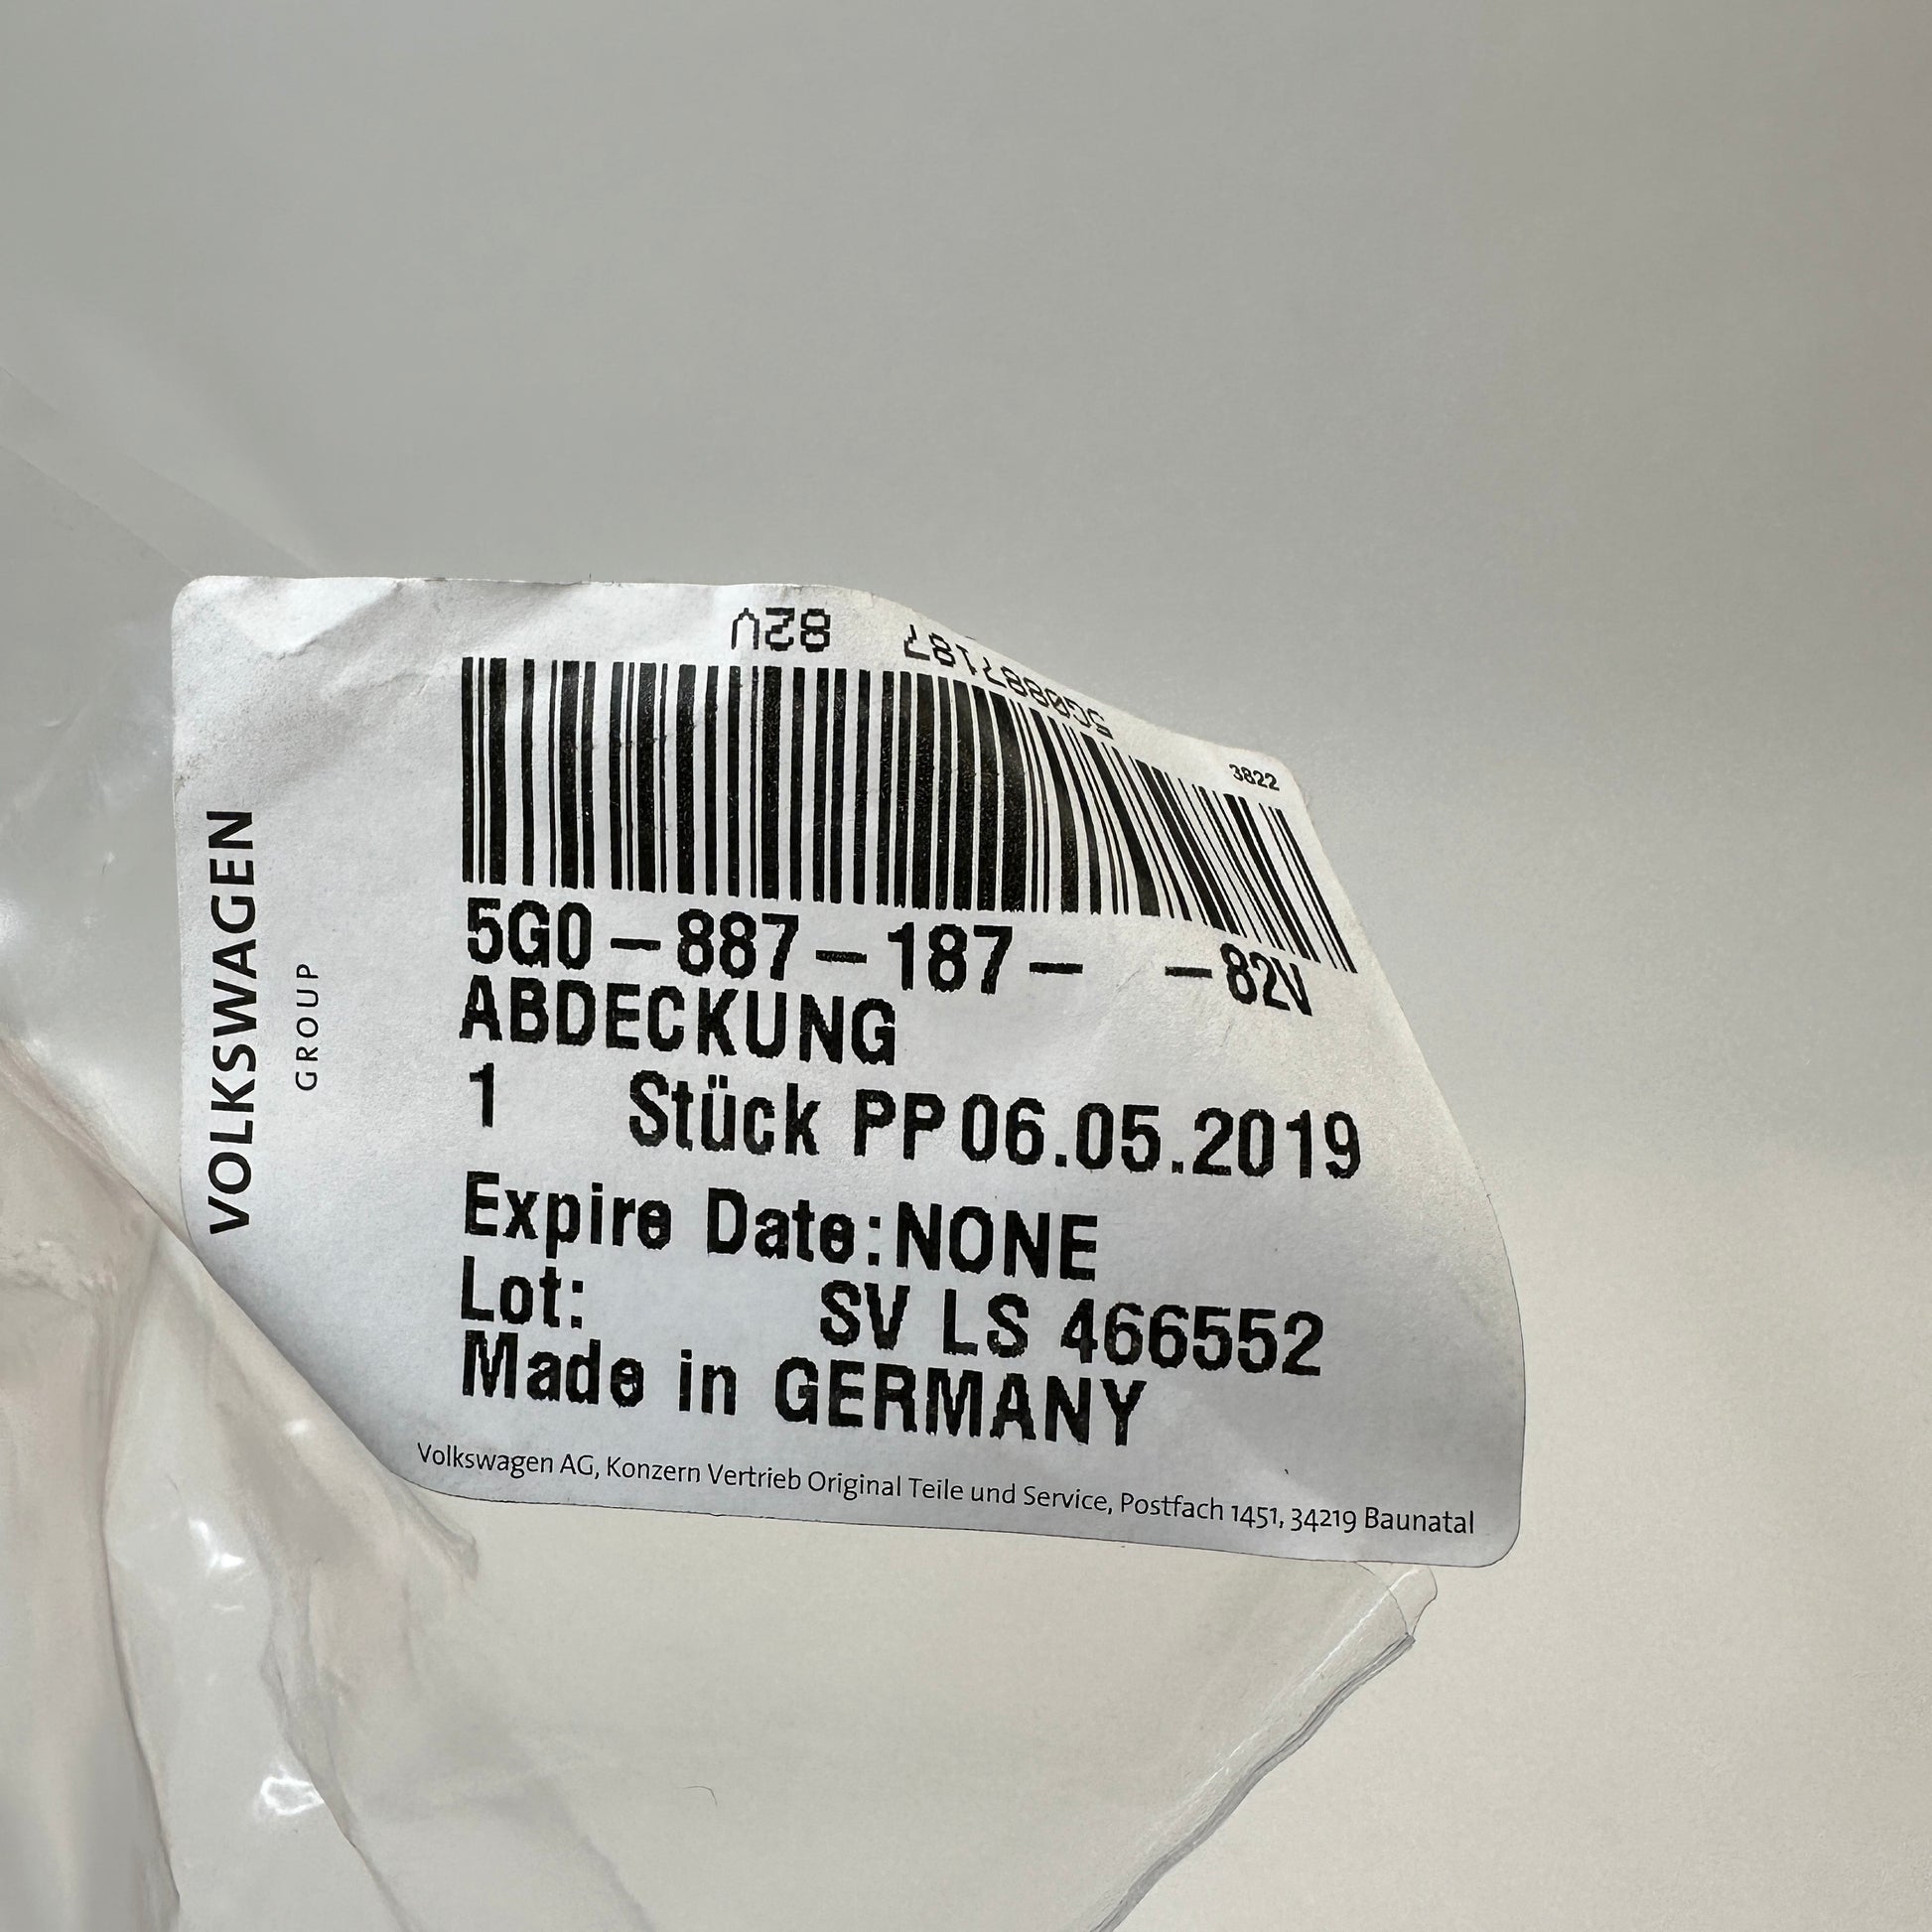 82V 5G0887187
3822
5G0-887-187- -82V
ABDECKUNG
1 Stück PP 06.05.2019
Expire Date:NONE
Lot: SV LS 466552
Made in GERMANY
Volkswagen AG, Konzern Vertrieb Original Teile und Service, Postfach 1451, 34219 Baunatal
VOLKSWAGEN
GROUP